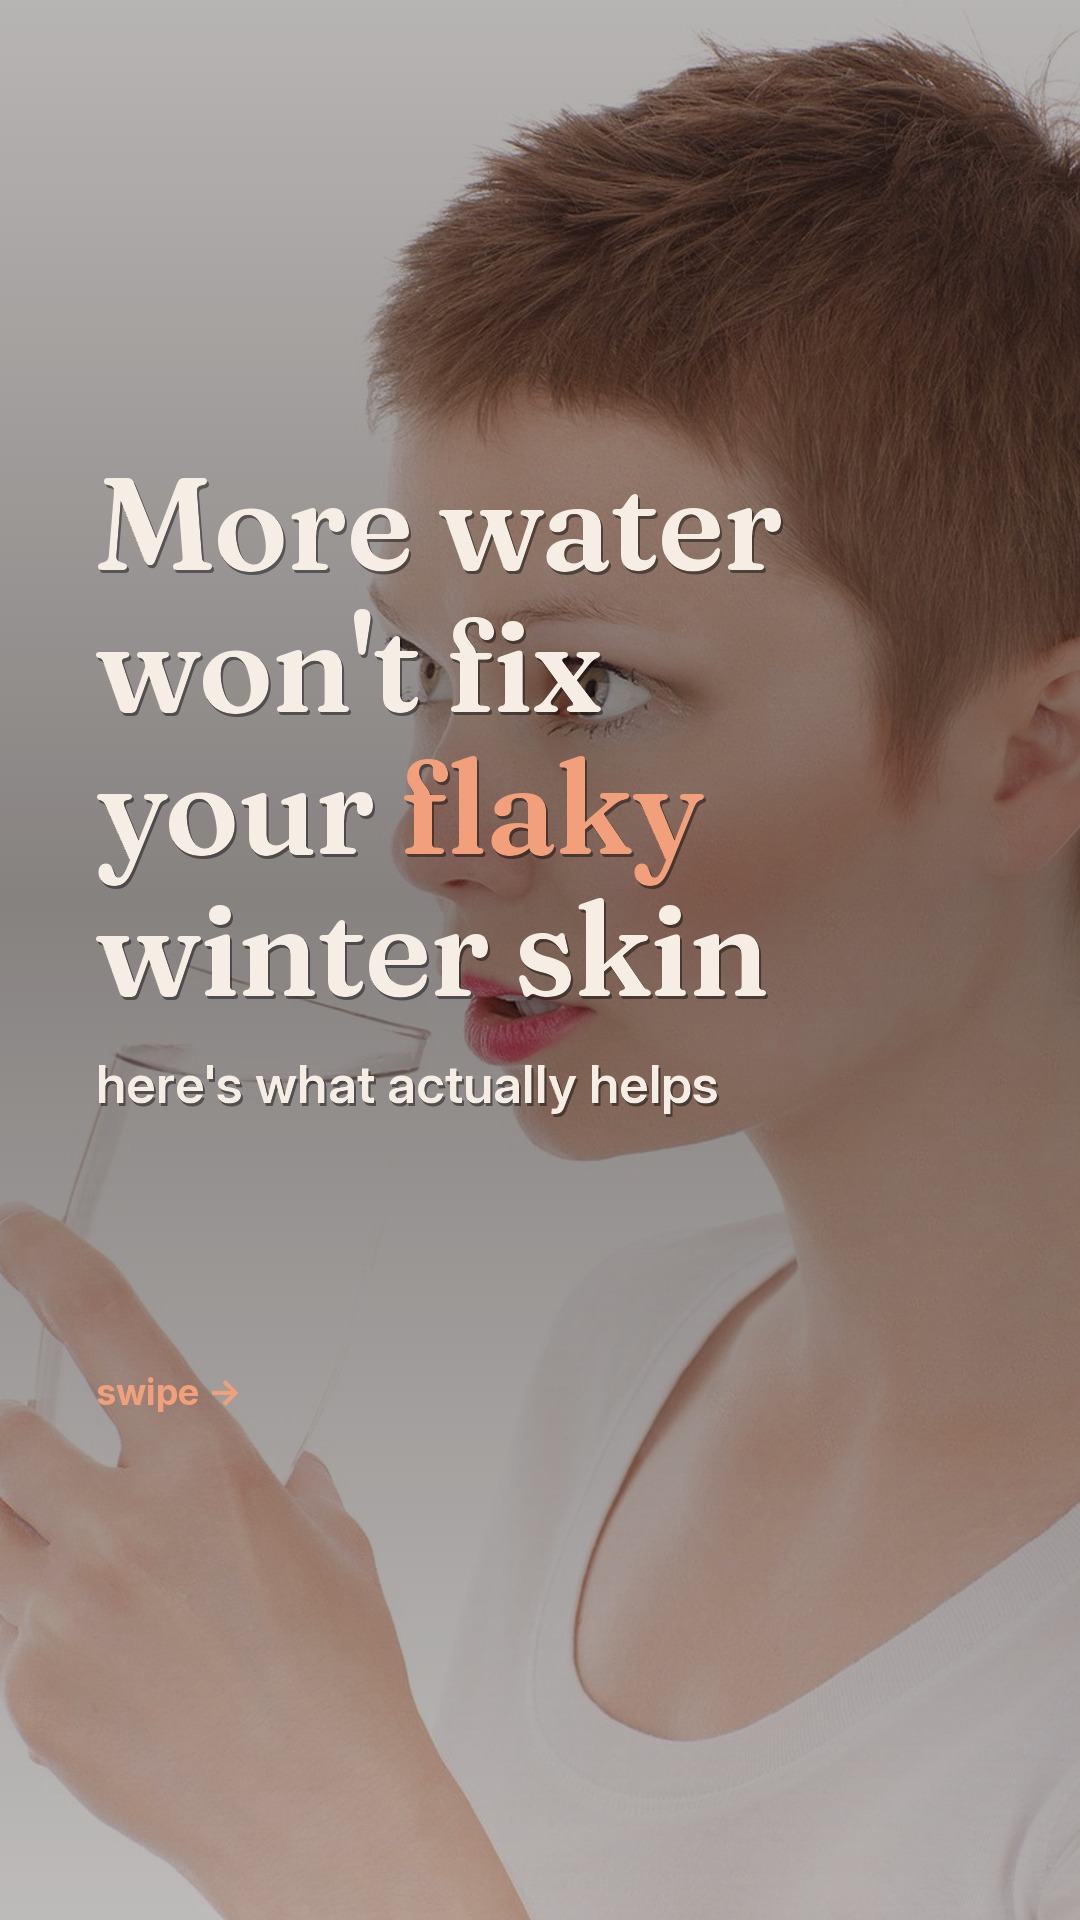 More water
won't fix
your flaky
winter skin
here's what actually helps
swipe →